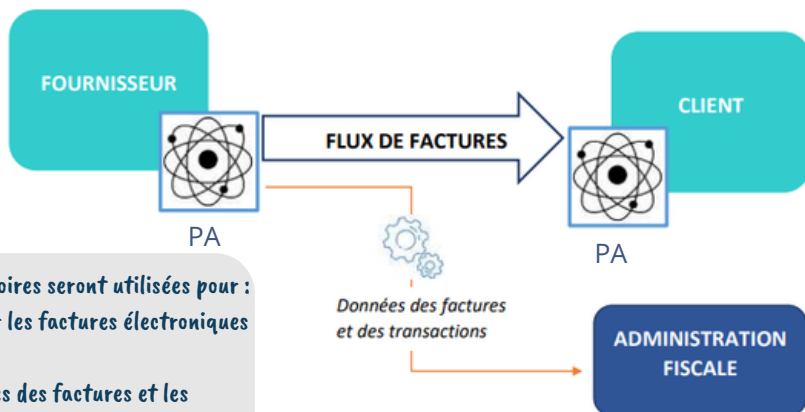 FOURNISSEUR
CLIENT
FLUX DE FACTURES
PA
PA
oires seront utilisées pour :
les factures électroniques
Données des factures
et des transactions
ADMINISTRATION
FISCALE
es des factures et les